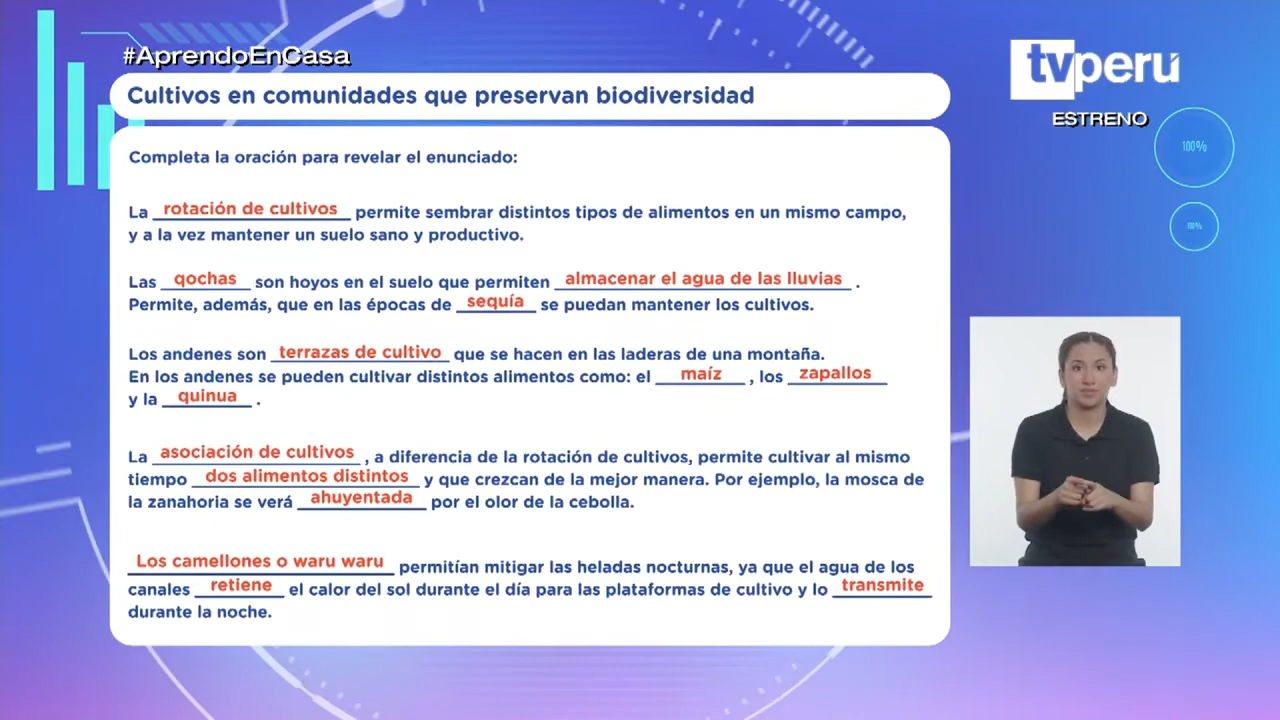 #AprendoEnCasa
tvperú
ESTRENO
Cultivos en comunidades que preservan biodiversidad
100%
Completa la oración para revelar el enunciado:
La rotación de cultivos permite sembrar distintos tipos de alimentos en un mismo campo,
y a la vez mantener un suelo sano y productivo.
Las qochas son hoyos en el suelo que permiten almacenar el agua de las lluvias .
Permite, además, que en las épocas de sequía se puedan mantener los cultivos.
Los andenes son terrazas de cultivo que se hacen en las laderas de una montaña.
En los andenes se pueden cultivar distintos alimentos como: el maíz , los zapallos
y la quinua .
La asociación de cultivos , a diferencia de la rotación de cultivos, permite cultivar al mismo
tiempo dos alimentos distintos y que crezcan de la mejor manera. Por ejemplo, la mosca de
la zanahoria se verá ahuyentada por el olor de la cebolla.
Los camellones o waru waru permitían mitigar las heladas nocturnas, ya que el agua de los
canales retiene el calor del sol durante el día para las plataformas de cultivo y lo transmite
durante la noche.